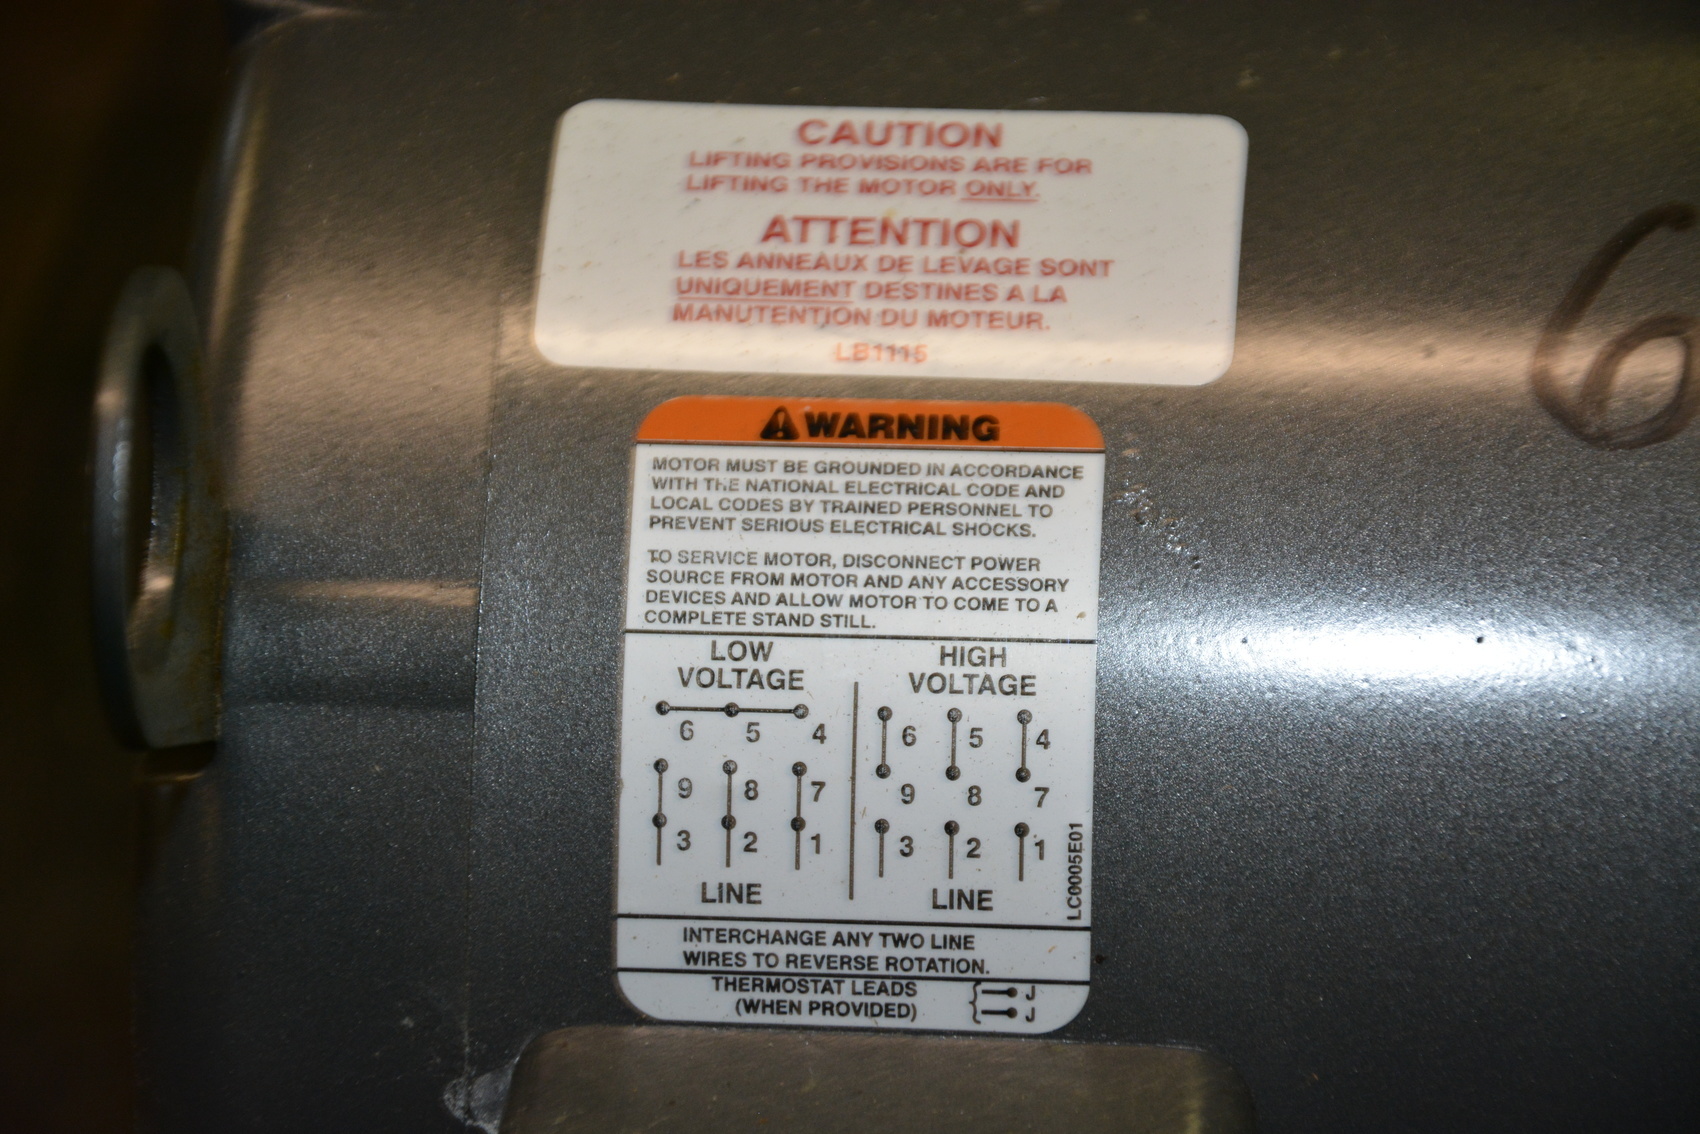 CAUTION
LIFTING PROVISIONS ARE FOR
LIFTING THE MOTOR ONLY.
ATTENTION
LES ANNEAUX DE LEVAGE SONT
UNIQUEMENT DESTINES A LA
MANUTENTION DU MOTEUR.
LB1115
6
WARNING
MOTOR MUST BE GROUNDED IN ACCORDANCE
WITH THE NATIONAL ELECTRICAL CODE AND
LOCAL CODES BY TRAINED PERSONNEL TO
PREVENT SERIOUS ELECTRICAL SHOCKS.
TO SERVICE MOTOR, DISCONNECT POWER
SOURCE FROM MOTOR AND ANY ACCESSORY
DEVICES AND ALLOW MOTOR TO COME TO A
COMPLETE STAND STILL.
LOW
VOLTAGE
6 5 4
9 8 7
3 2 1
LINE
HIGH
VOLTAGE
6 5 4
9 8 7
3 2 1
LINE
LC0005E01
INTERCHANGE ANY TWO LINE
WIRES TO REVERSE ROTATION.
THERMOSTAT LEADS J
(WHEN PROVIDED) J